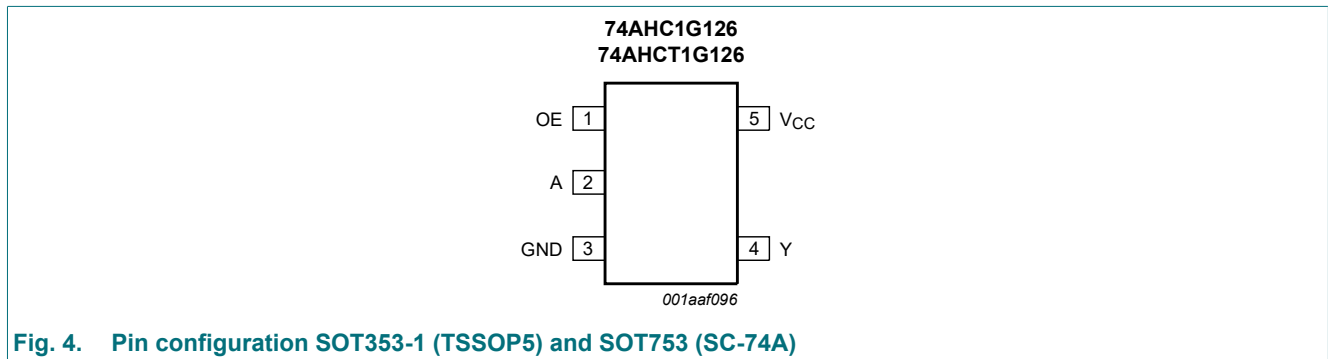 74AHC1G126
74AHCT1G126
OE 1 5 VCC
A 2
GND 3 4 Y
001aaf096
Fig. 4. Pin configuration SOT353-1 (TSSOP5) and SOT753 (SC-74A)